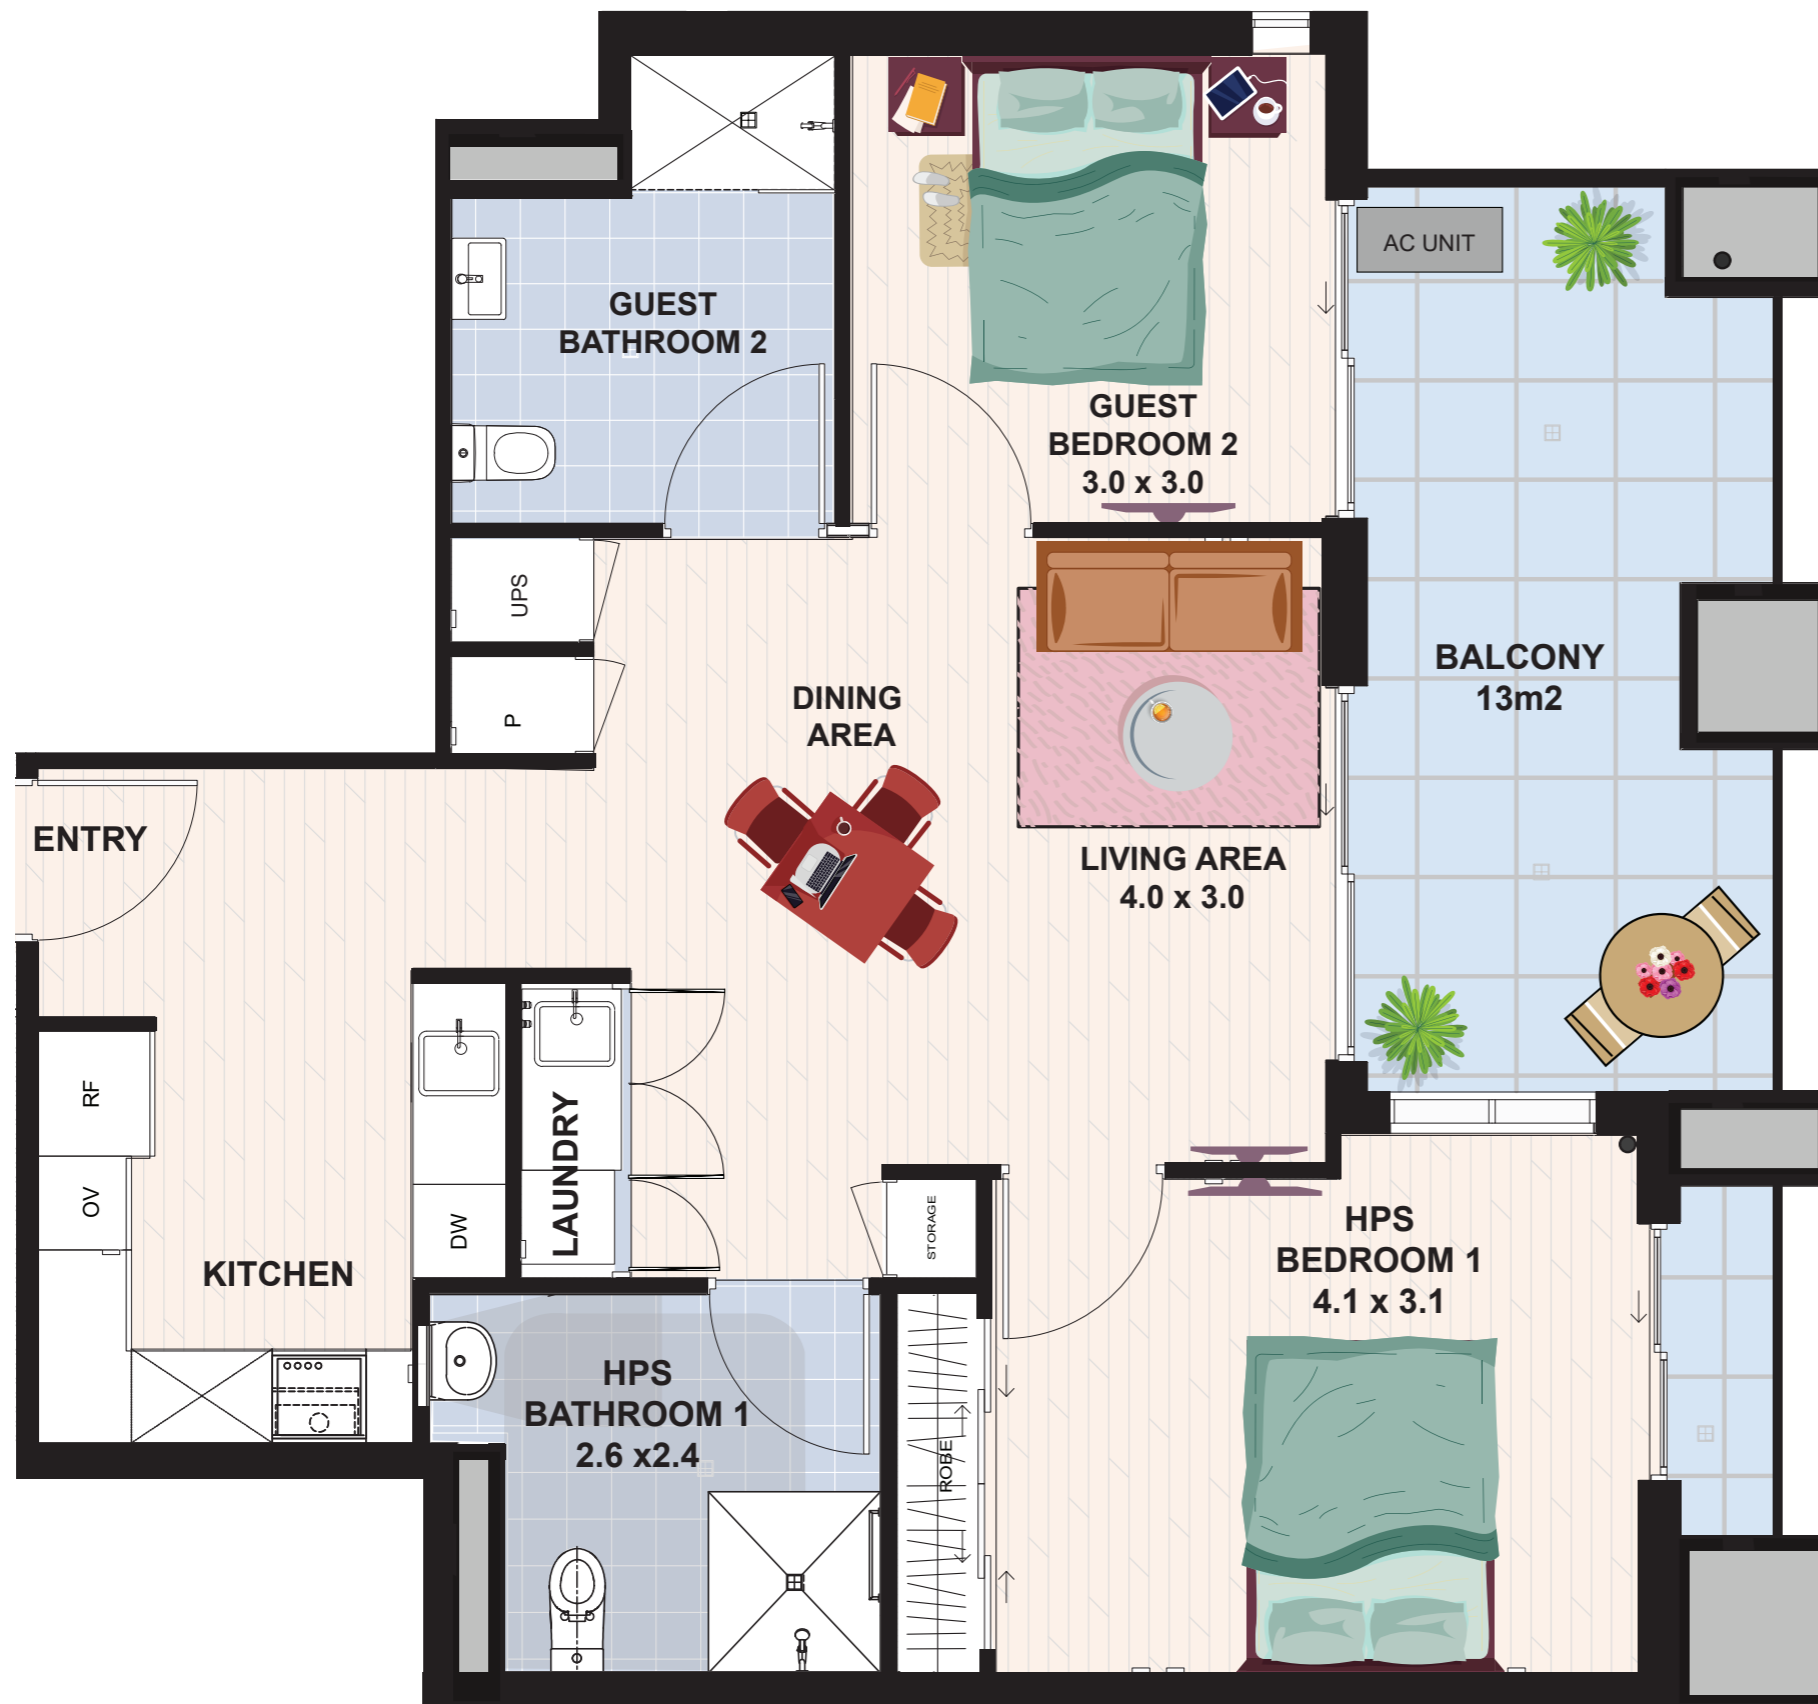 AC UNIT
GUEST
BATHROOM 2
GUEST
BEDROOM 2
3.0 x 3.0
UPS
P
DINING
AREA
BALCONY
13m2
ENTRY
LIVING AREA
4.0 x 3.0
RF
OV
LAUNDRY
DW
STORAGE
KITCHEN
HPS
BEDROOM 1
4.1 x 3.1
HPS
BATHROOM 1
2.6 x2.4
ROBE